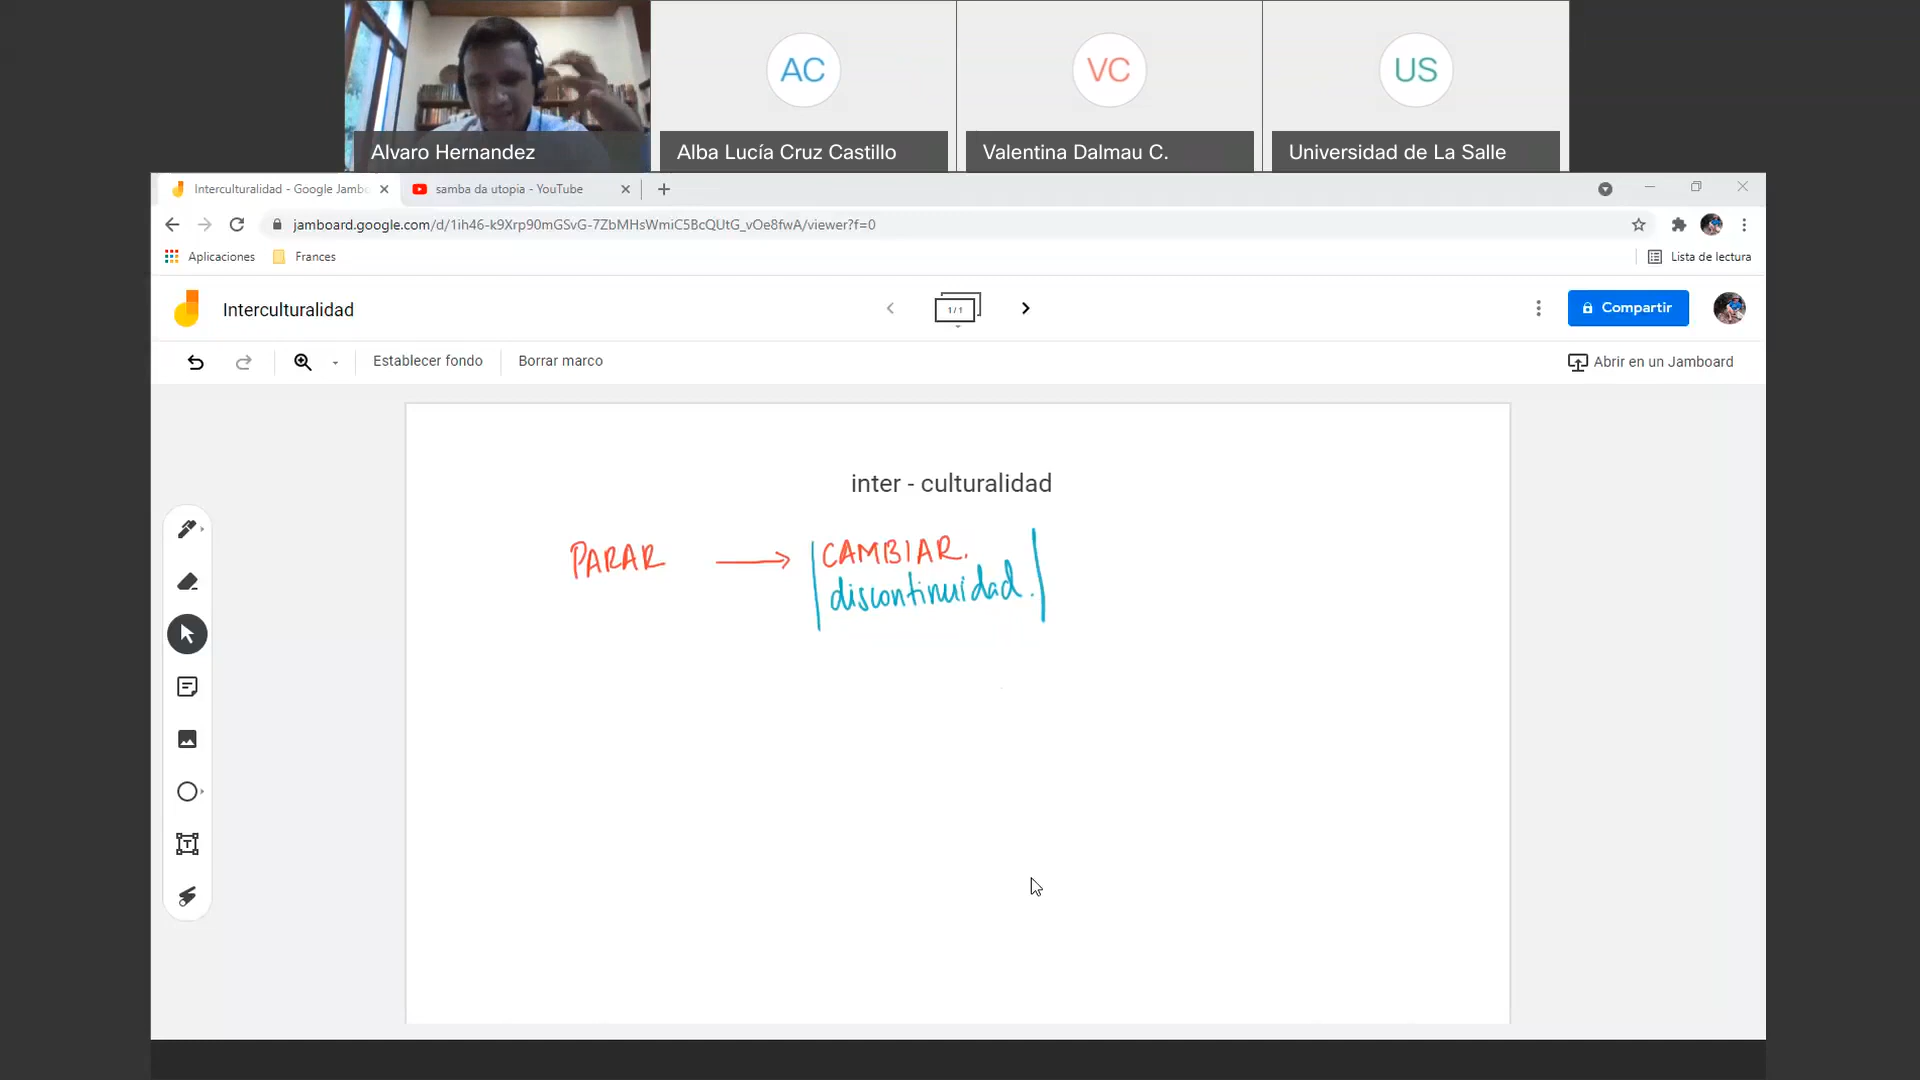 AC
VC
US
Alvaro Hernandez
Alba Lucía Cruz Castillo
Valentina Dalmau C.
Universidad de La Salle
Interculturalidad - Google Jambo
samba da utopia - YouTube
jamboard.google.com/d/1ih46-k9Xrp90mGSvG-7ZbMHsWmiC5BcQUtG_vOe8fwA/viewer?f=0
Aplicaciones
Frances
Lista de lectura
Interculturalidad
1/1
Compartir
Establecer fondo
Borrar marco
Abrir en un Jamboard
inter - culturalidad
PARAR → CAMBIAR.
discontinuidad.